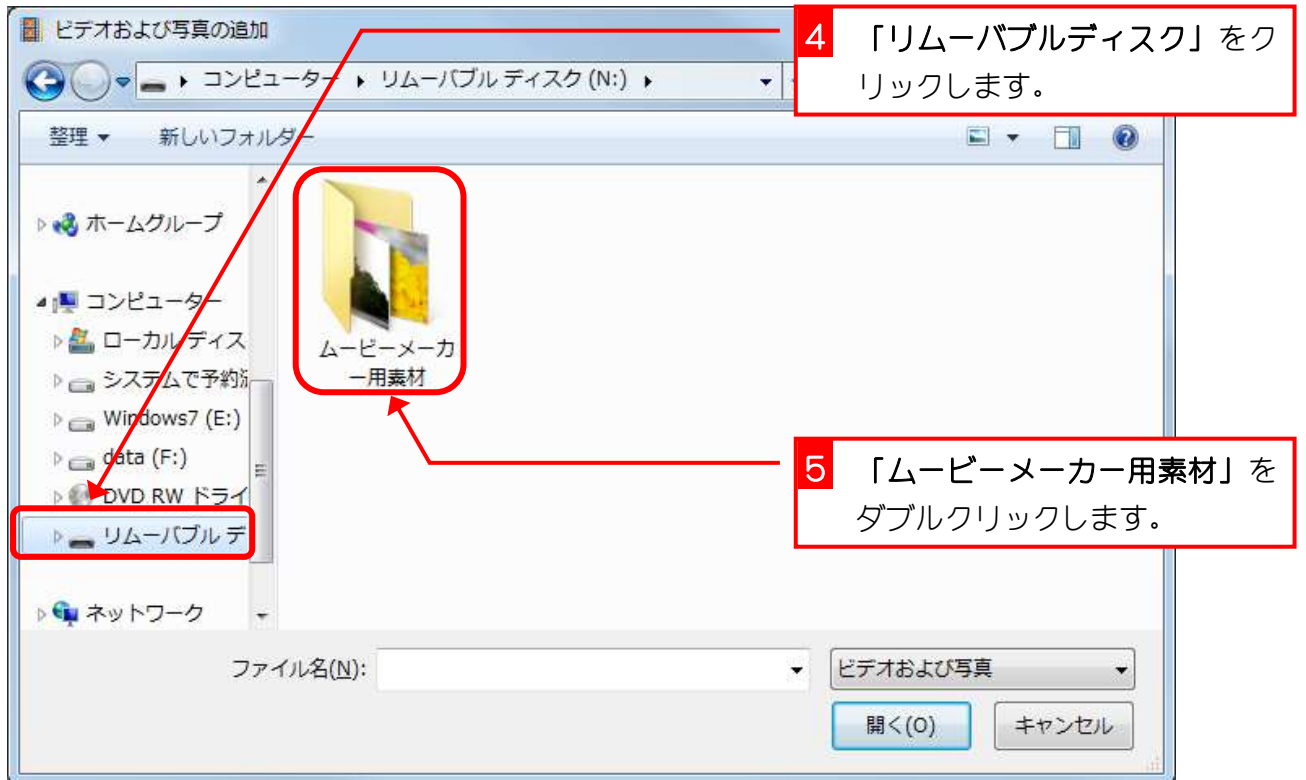 ビデオおよび写真の追加
4 「リムーバブルディスク」をク
リックします。
コンピューター ▸ リムーバブル ディスク (N:) ▸
整理 ▼ 新しいフォルダー
ホームグループ
コンピューター
ローカル ディス
システムで予約
Windows7 (E:)
data (F:)
DVD RW ドライ
リムーバブル デ
ネットワーク
ムービーメーカ
ー用素材
5 「ムービーメーカー用素材」を
ダブルクリックします。
ファイル名(N):
ビデオおよび写真
開く(O) キャンセル